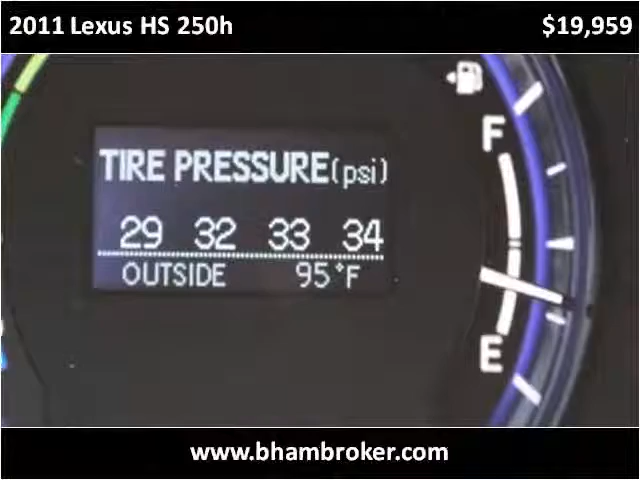 2011 Lexus HS 250h $19,959
F
TIRE PRESSURE(psi)
29 32 33 34
OUTSIDE 95°F
E
www.bhambroker.com